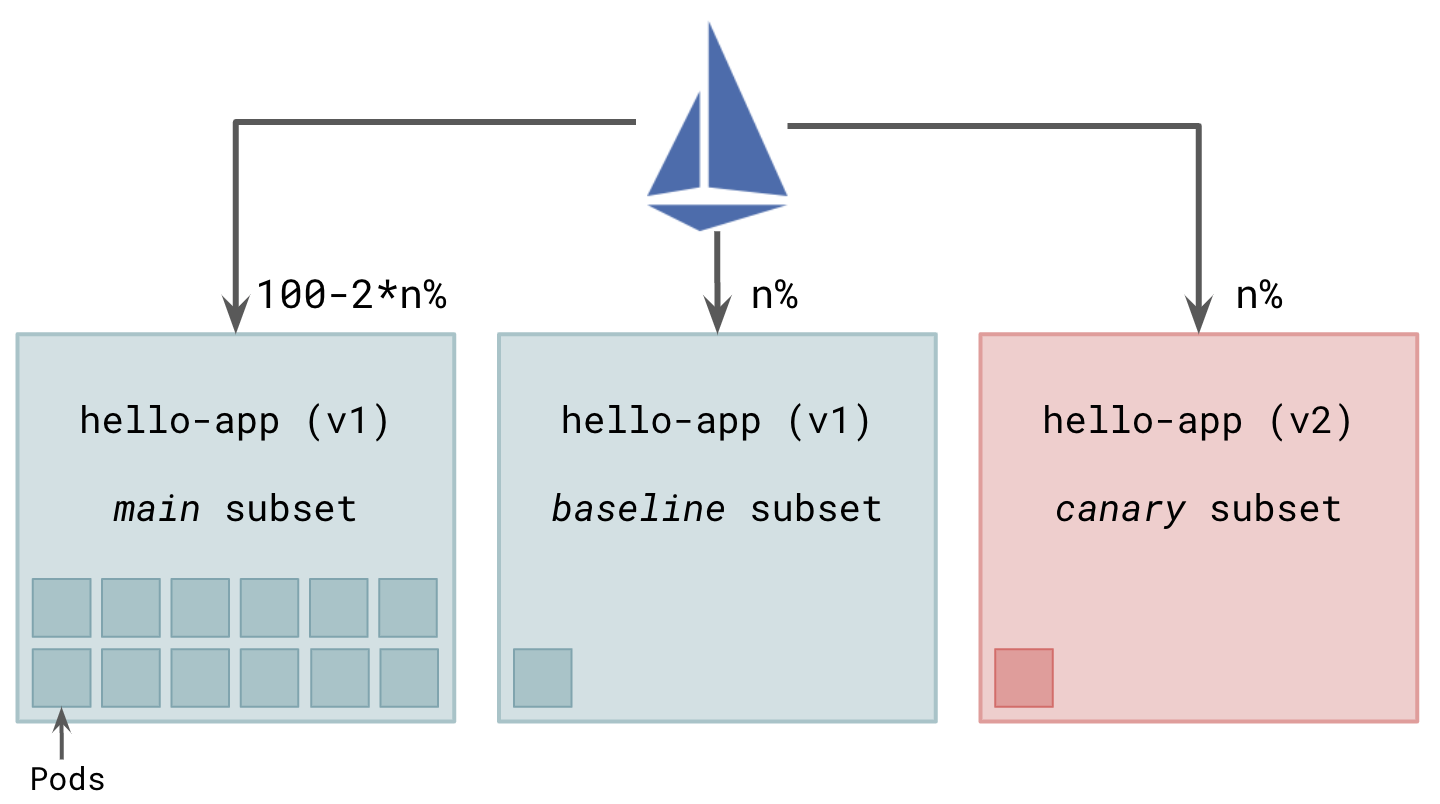 100-2*n%
n%
n%
hello-app (v1)
main subset
hello-app (v1)
baseline subset
hello-app (v2)
canary subset
Pods